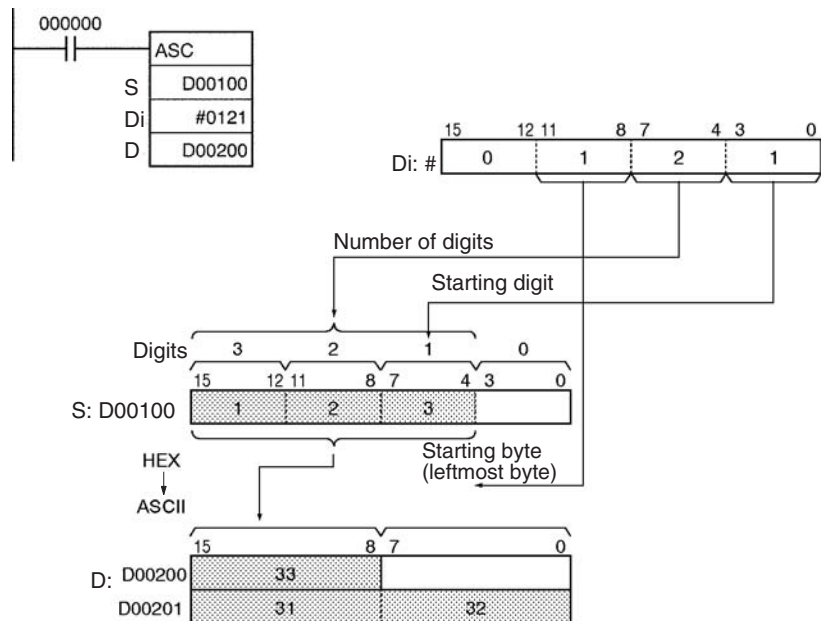 000000
ASC
S D00100
Di #0121
D D00200
15 12 11 8 7 4 3 0
Di: # 0 1 2 1
Number of digits
Starting digit
Digits 3 2 1 0
15 12 11 8 7 4 3 0
S: D00100 1 2 3
Starting byte
(leftmost byte)
HEX
ASCII
15 8 7 0
D: D00200 33
D00201 31 32